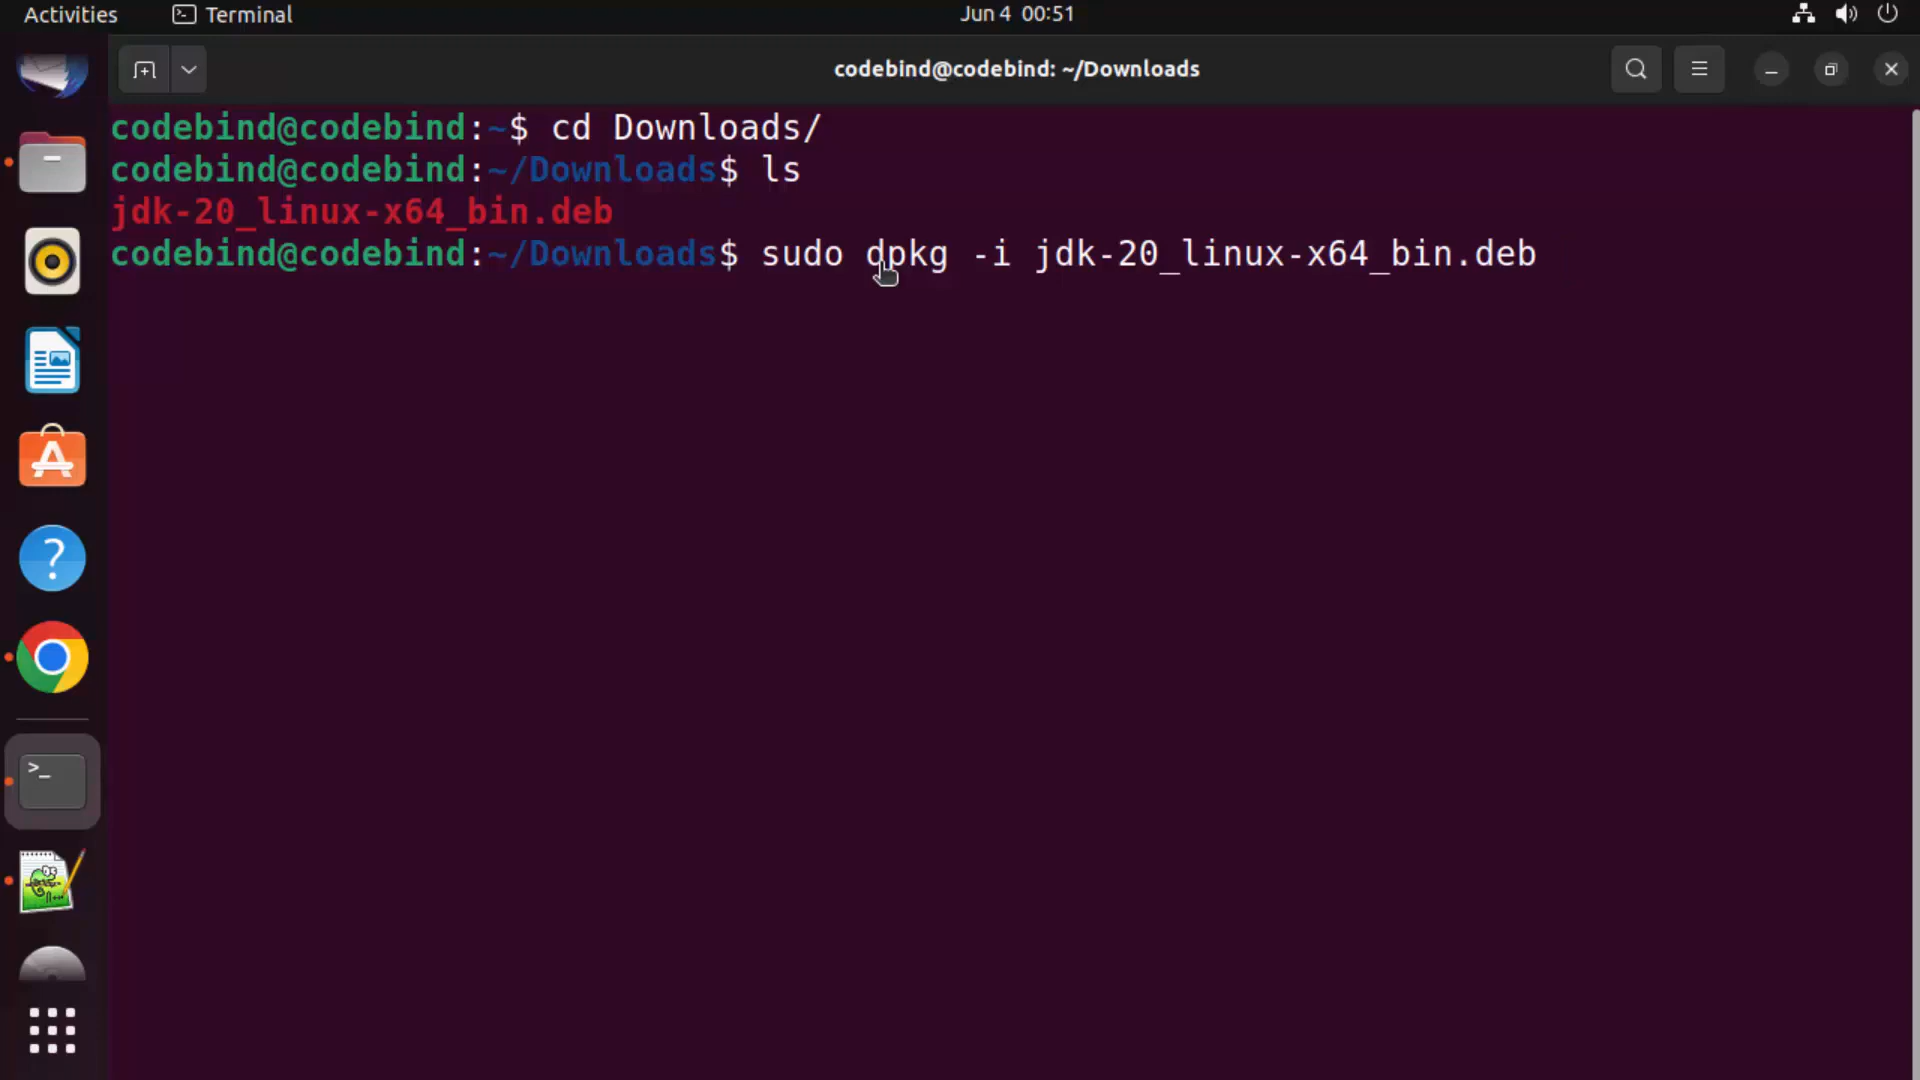 Activities Terminal Jun 4 00:51
codebind@codebind: ~/Downloads
codebind@codebind:~$ cd Downloads/
codebind@codebind:~/Downloads$ ls
jdk-20_linux-x64_bin.deb
codebind@codebind:~/Downloads$ sudo dpkg -i jdk-20_linux-x64_bin.deb